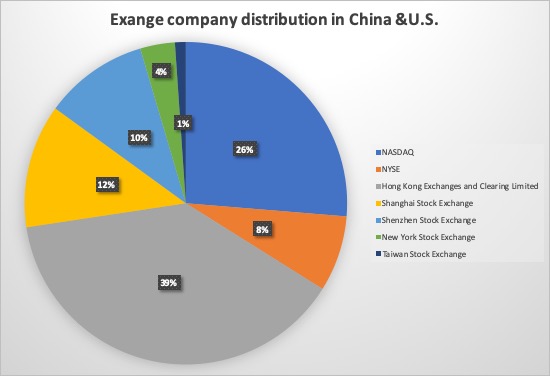 Exange company distribution in China &U.S.
4%
1%
10%
26%
12%
8%
39%
NASDAQ
NYSE
Hong Kong Exchanges and Clearing Limited
Shanghai Stock Exchange
Shenzhen Stock Exchange
New York Stock Exchange
Taiwan Stock Exchange